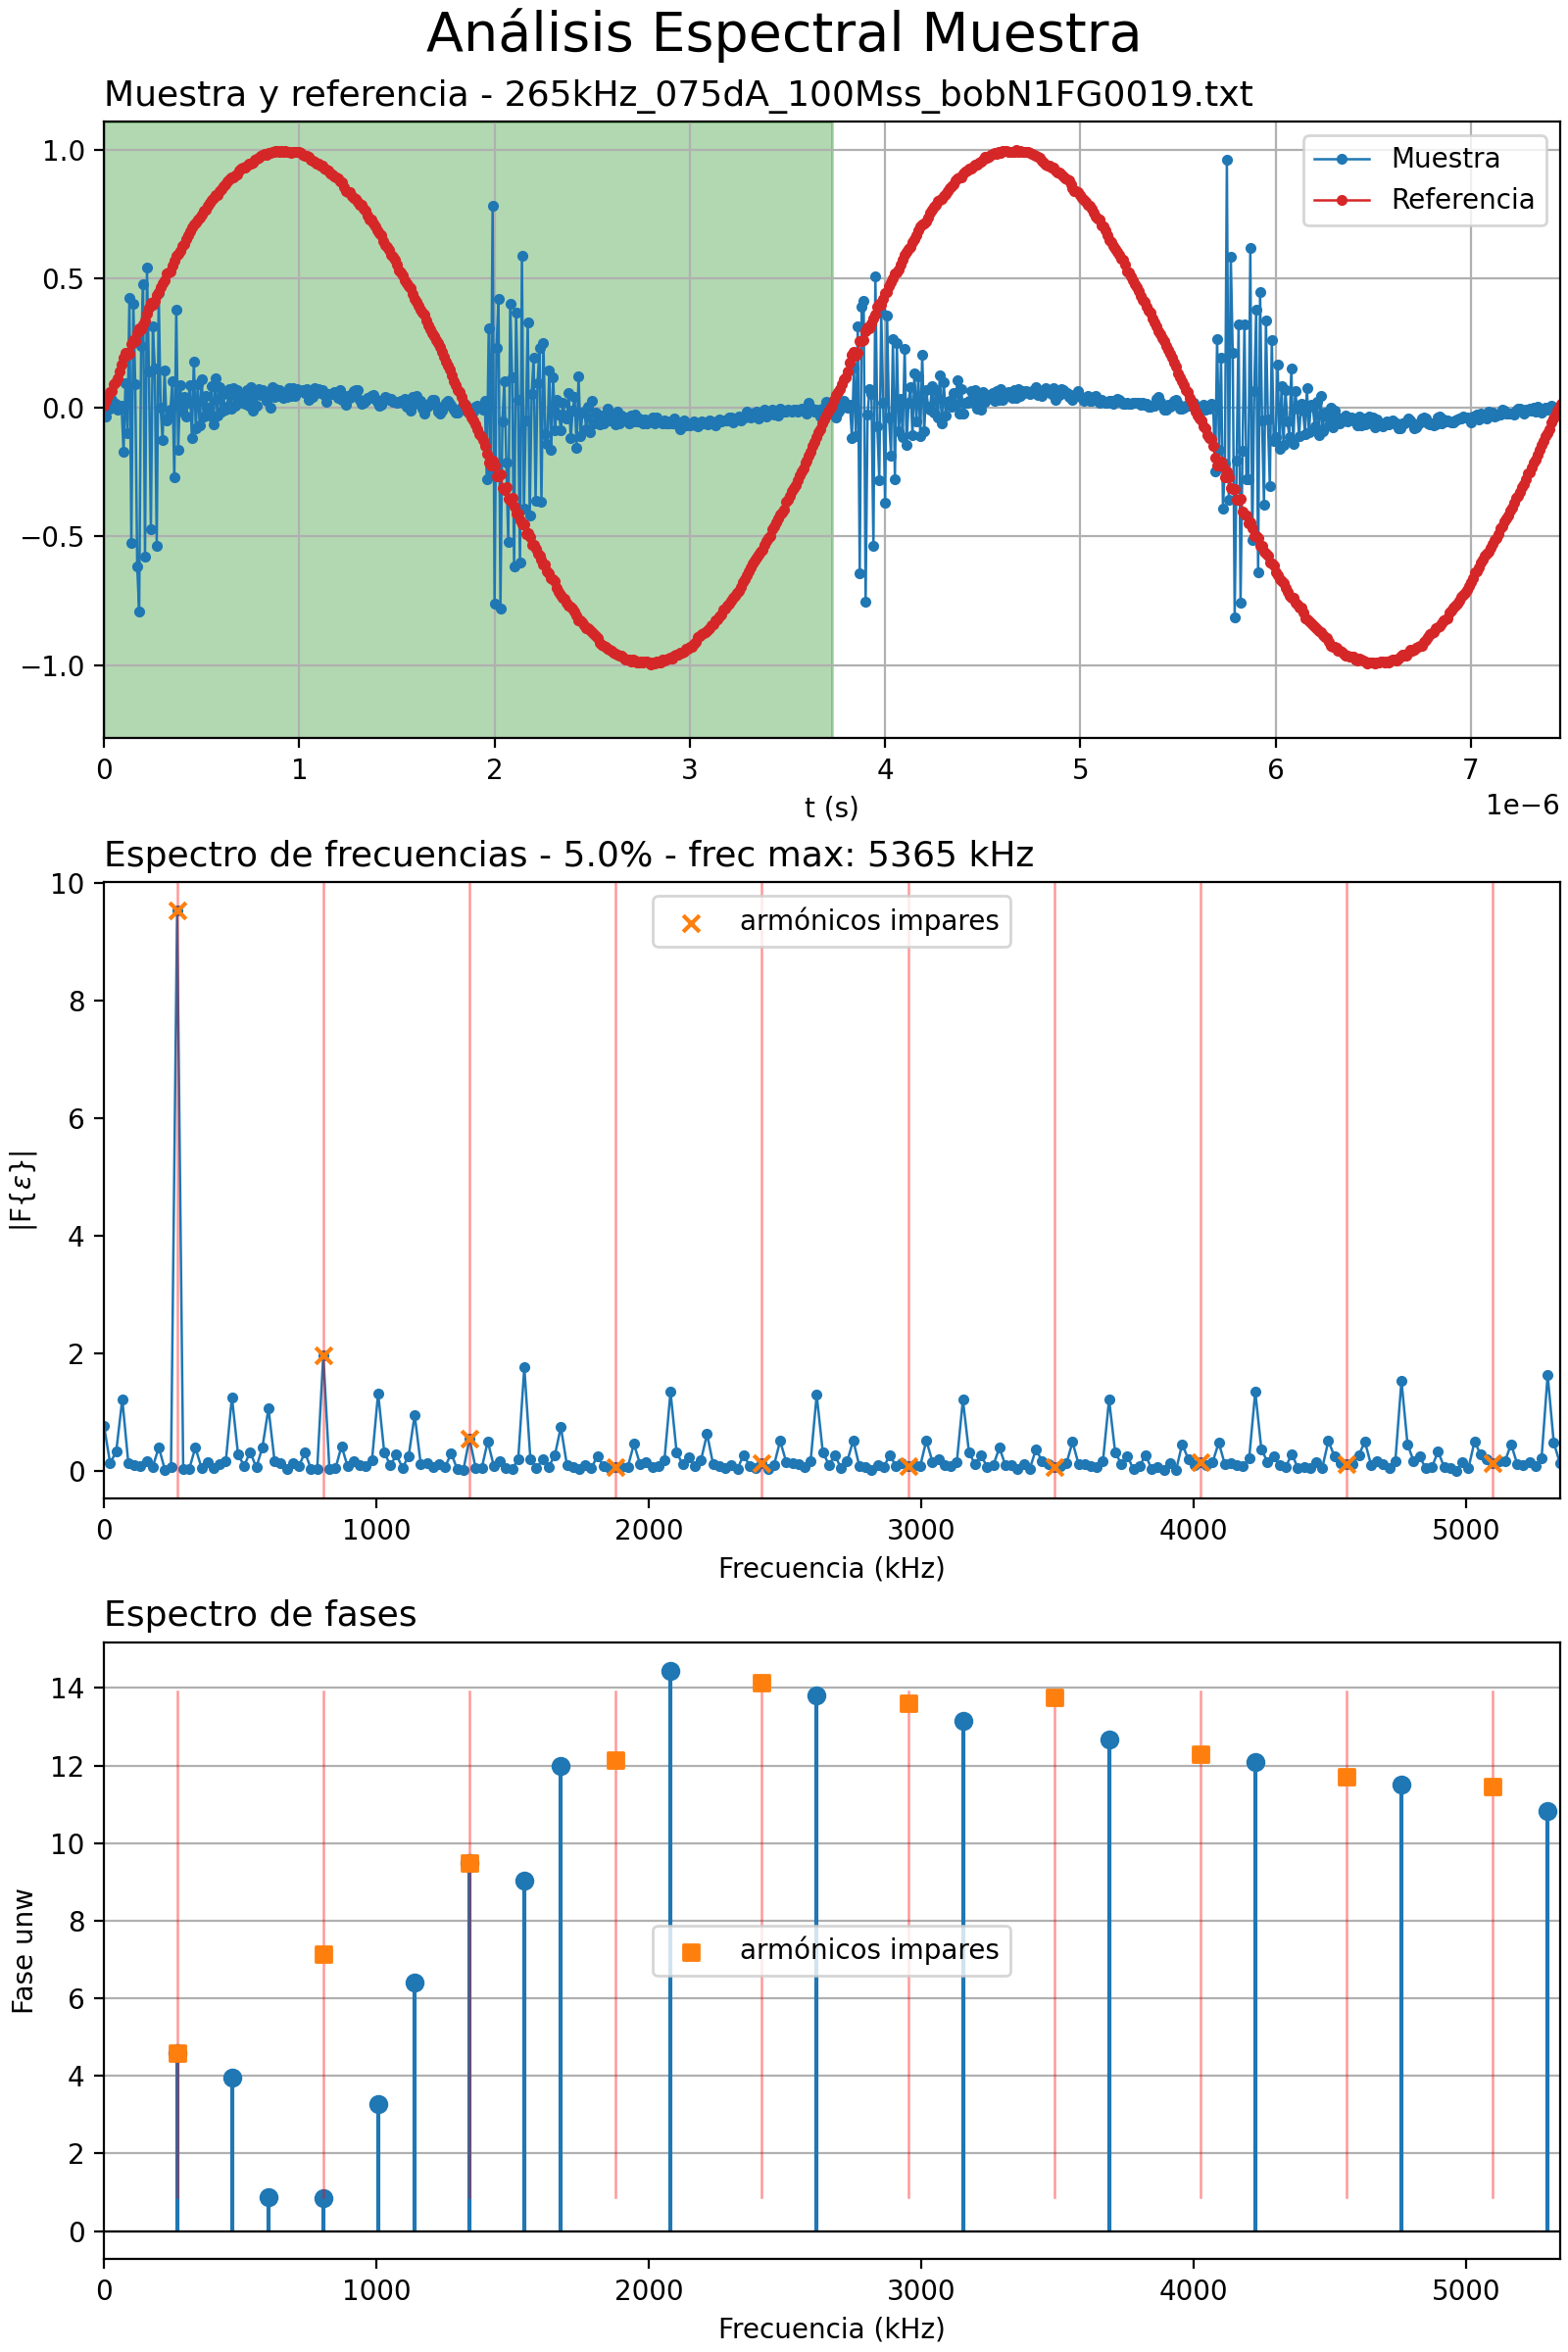 Análisis Espectral Muestra
Muestra y referencia - 265kHz_075dA_100Mss_bobN1FG0019.txt
1.0
0.5
0.0
−0.5
−1.0
Muestra
Referencia
0 1 2 3 4 5 6 7
t (s)
1e−6
Espectro de frecuencias - 5.0% - frec max: 5365 kHz
10
8
6
4
2
0
|F{ε}|
armónicos impares
0 1000 2000 3000 4000 5000
Frecuencia (kHz)
Espectro de fases
14
12
10
8
6
4
2
0
Fase unw
armónicos impares
0 1000 2000 3000 4000 5000
Frecuencia (kHz)